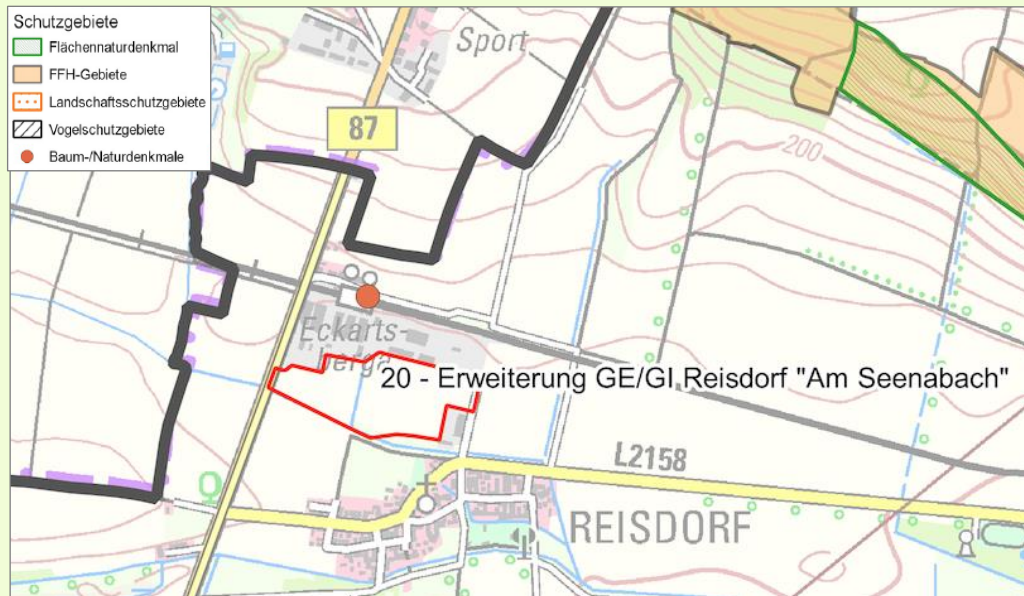 Schutzgebiete
Flächennaturdenkmal
FFH-Gebiete
Landschaftsschutzgebiete
Vogelschutzgebiete
Baum-/Naturdenkmale
Sport
87
200
Eckarts-
berga
20 - Erweiterung GE/GI Reisdorf "Am Seenabach"
L2158
REISDORF